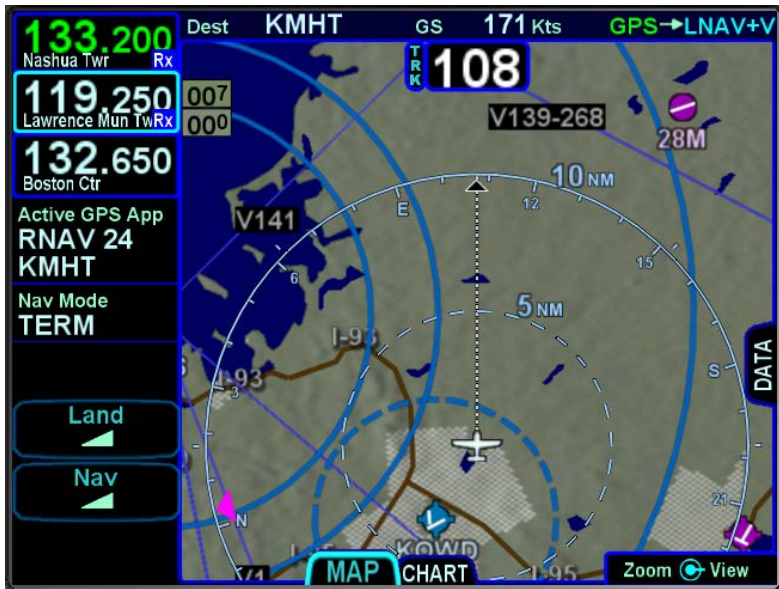 133.200
Nashua Twr Rx
119.250
Lawrence Mun Tw Rx
132.650
Boston Ctr
Active GPS App
RNAV 24
KMHT
Nav Mode
TERM
Land
Nav
Dest KMHT GS 171 Kts GPS→LNAV+V
TRK 108
007
000
V139-268
28M
10 NM
12
E
V141
15
6
5 NM
I-93
S
DATA
I-93
3
21
N
KOWD
V1
I-95
MAP CHART
Zoom View